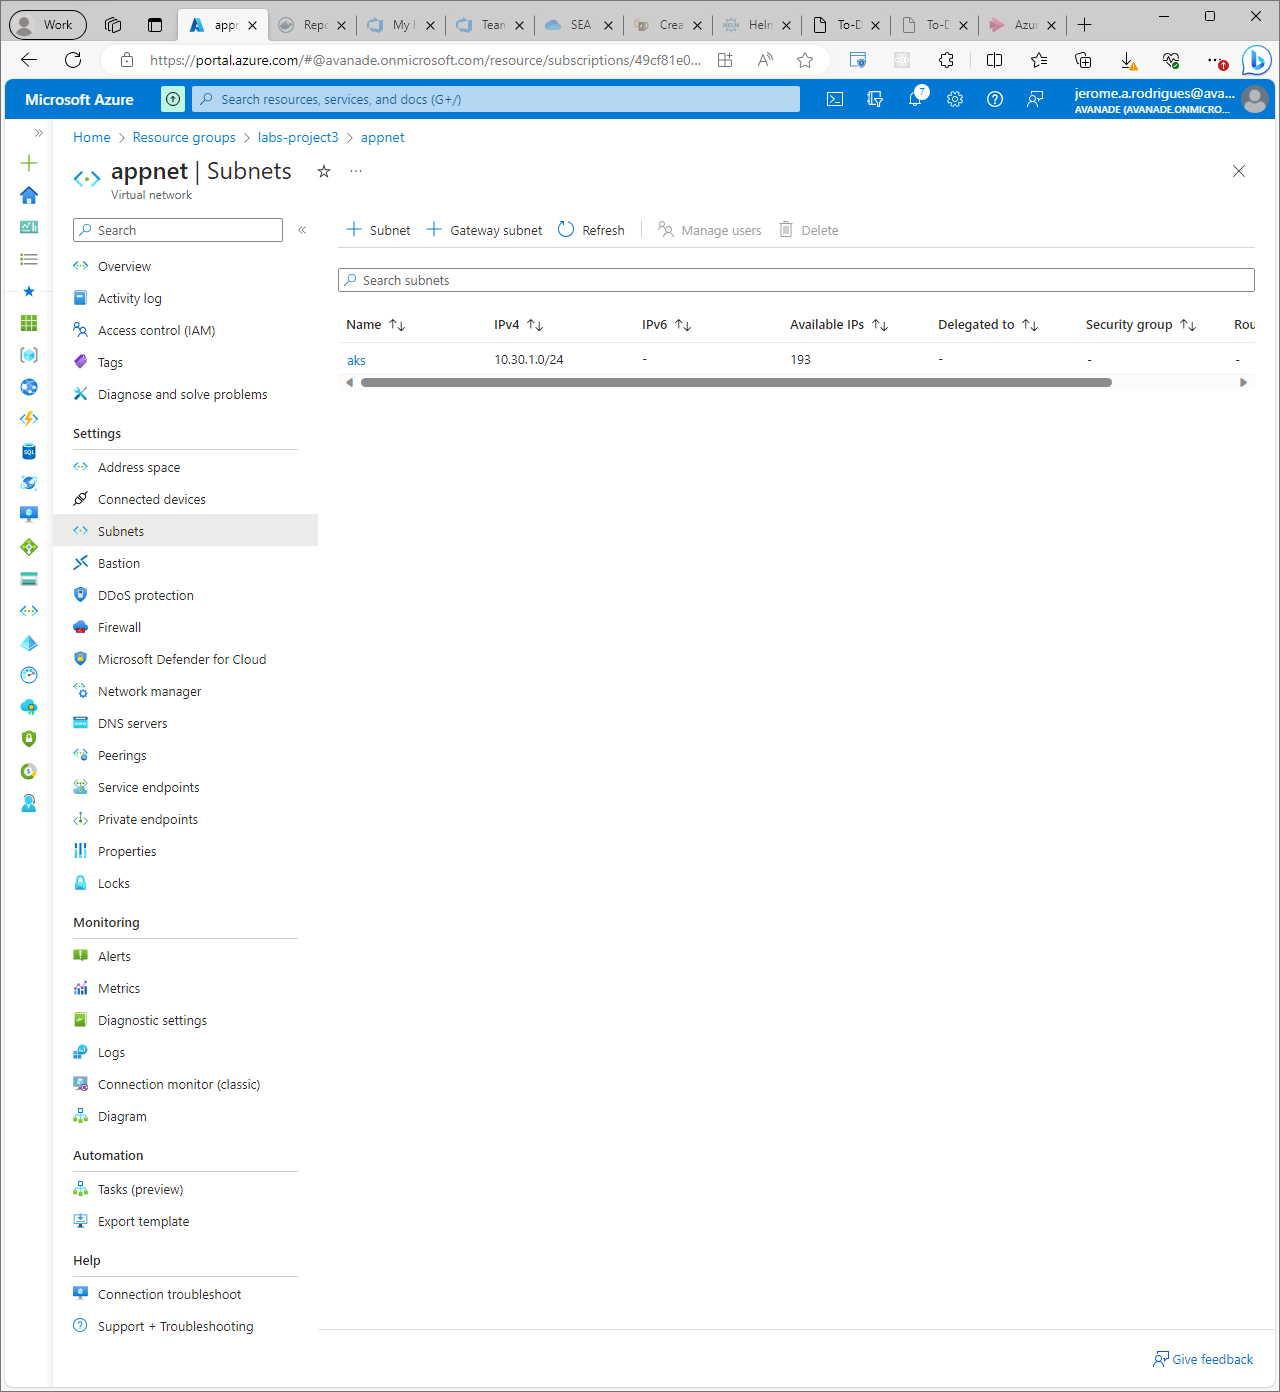 Work
appn
Repo
My l
Team
SEA
Crea
Helm
To-D
To-D
Azur
https://portal.azure.com/#@avanade.onmicrosoft.com/resource/subscriptions/49cf81e0...
Microsoft Azure
Search resources, services, and docs (G+/)
7
jerome.a.rodrigues@ava...
AVANADE (AVANADE.ONMICRO...
Home > Resource groups > labs-project3 > appnet
appnet | Subnets
Virtual network
Search
Subnet
Gateway subnet
Refresh
Manage users
Delete
Overview
Activity log
Access control (IAM)
Tags
Diagnose and solve problems
Settings
Address space
Connected devices
Subnets
Bastion
DDoS protection
Firewall
Microsoft Defender for Cloud
Network manager
DNS servers
Peerings
Service endpoints
Private endpoints
Properties
Locks
Monitoring
Alerts
Metrics
Diagnostic settings
Logs
Connection monitor (classic)
Diagram
Automation
Tasks (preview)
Export template
Help
Connection troubleshoot
Support + Troubleshooting
Search subnets
Name IPv4 IPv6 Available IPs Delegated to Security group Rou
aks 10.30.1.0/24 - 193 - - -
Give feedback